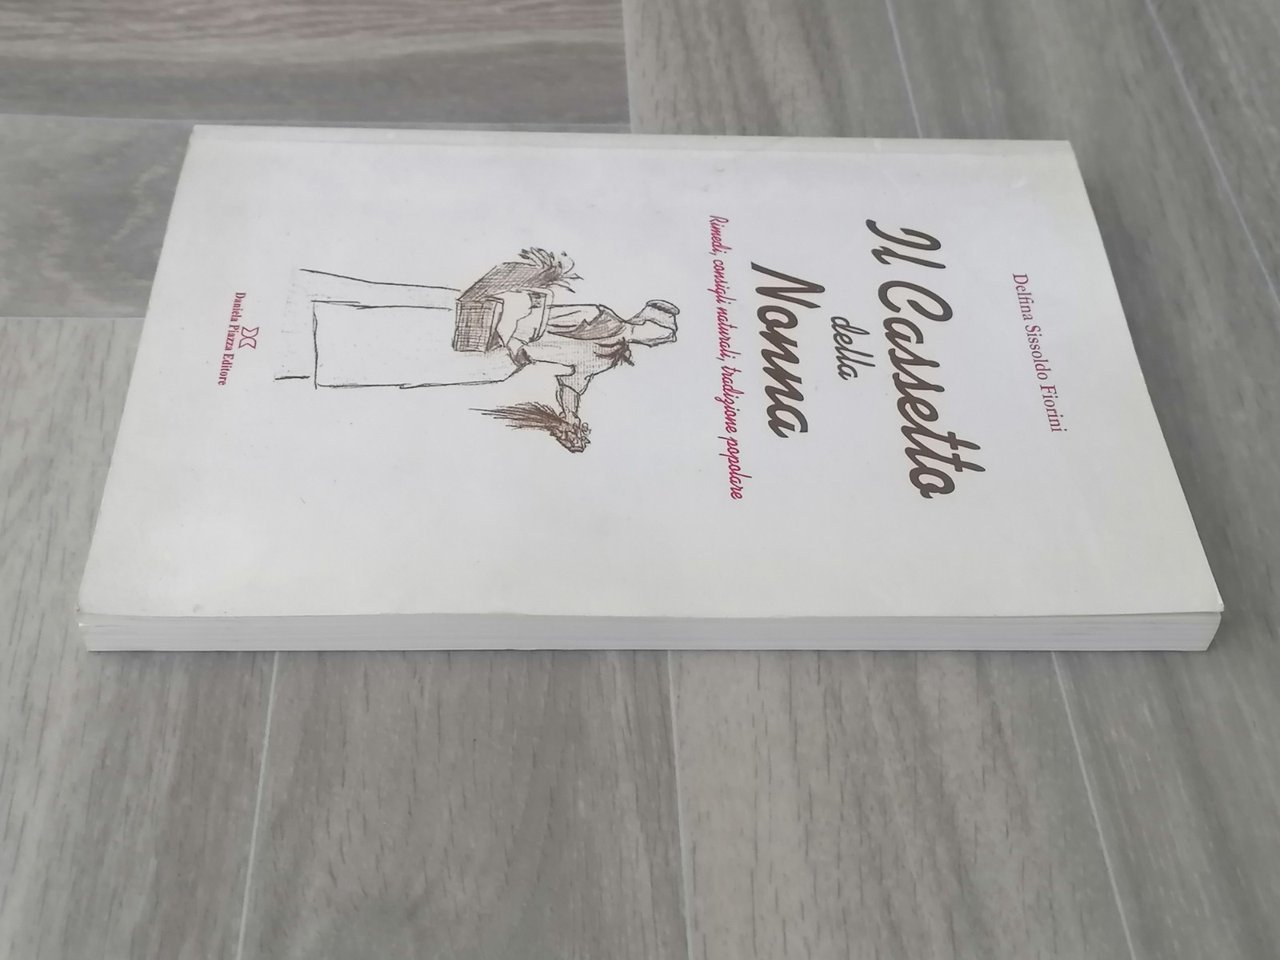 Delfina Sissoldo Fiorini
Il Cassetto
della
Nonna
Rimedi, consigli naturali, tradizione popolare
Daniela Piazza Editore